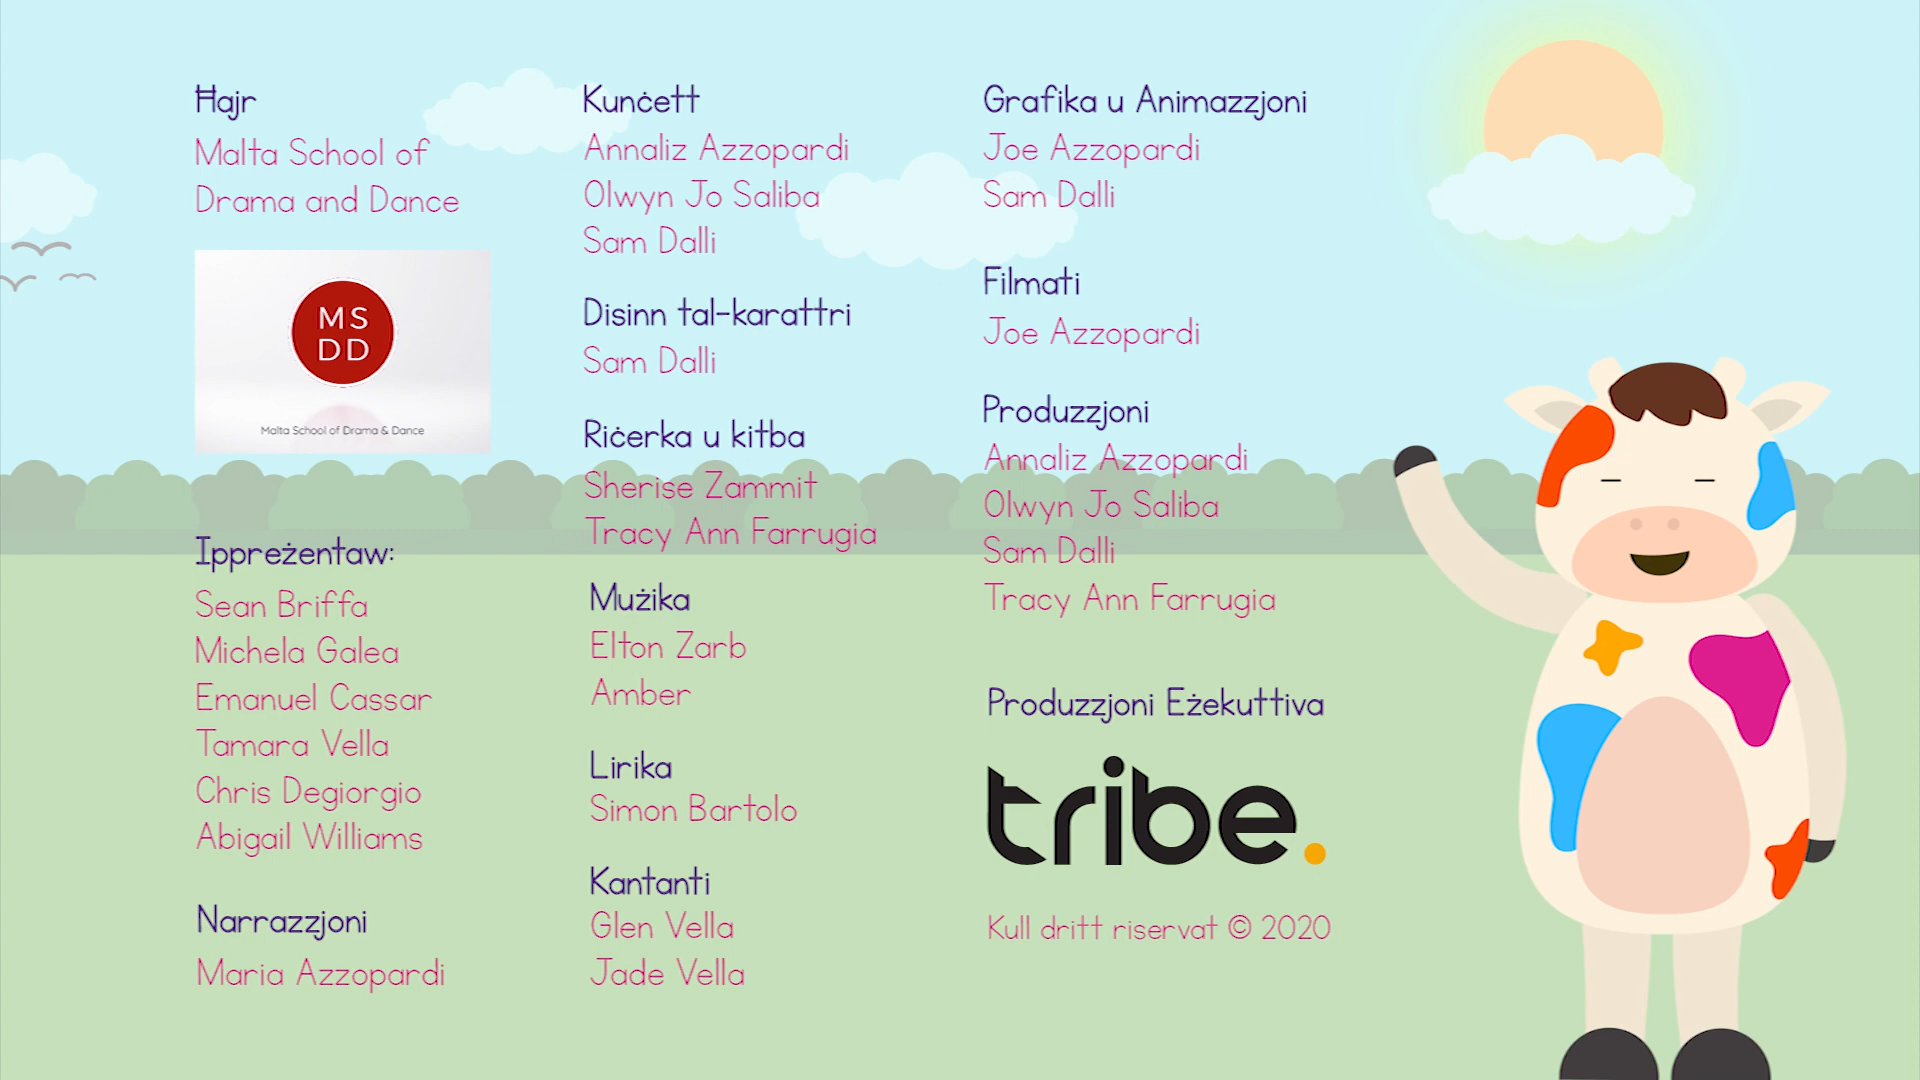 Ħajr
Malta School of
Drama and Dance
MS
DD
Malta School of Drama & Dance
Ippreżentaw:
Sean Briffa
Michela Galea
Emanuel Cassar
Tamara Vella
Chris Degiorgio
Abigail Williams
Narrazzjoni
Maria Azzopardi
Kunċett
Annaliz Azzopardi
Olwyn Jo Saliba
Sam Dalli
Disinn tal-karattri
Sam Dalli
Riċerka u kitba
Sherise Zammit
Tracy Ann Farrugia
Mużika
Elton Zarb
Amber
Lirika
Simon Bartolo
Kantanti
Glen Vella
Jade Vella
Grafika u Animazzjoni
Joe Azzopardi
Sam Dalli
Filmati
Joe Azzopardi
Produzzjoni
Annaliz Azzopardi
Olwyn Jo Saliba
Sam Dalli
Tracy Ann Farrugia
Produzzjoni Eżekuttiva
tribe.
Kull dritt riservat © 2020